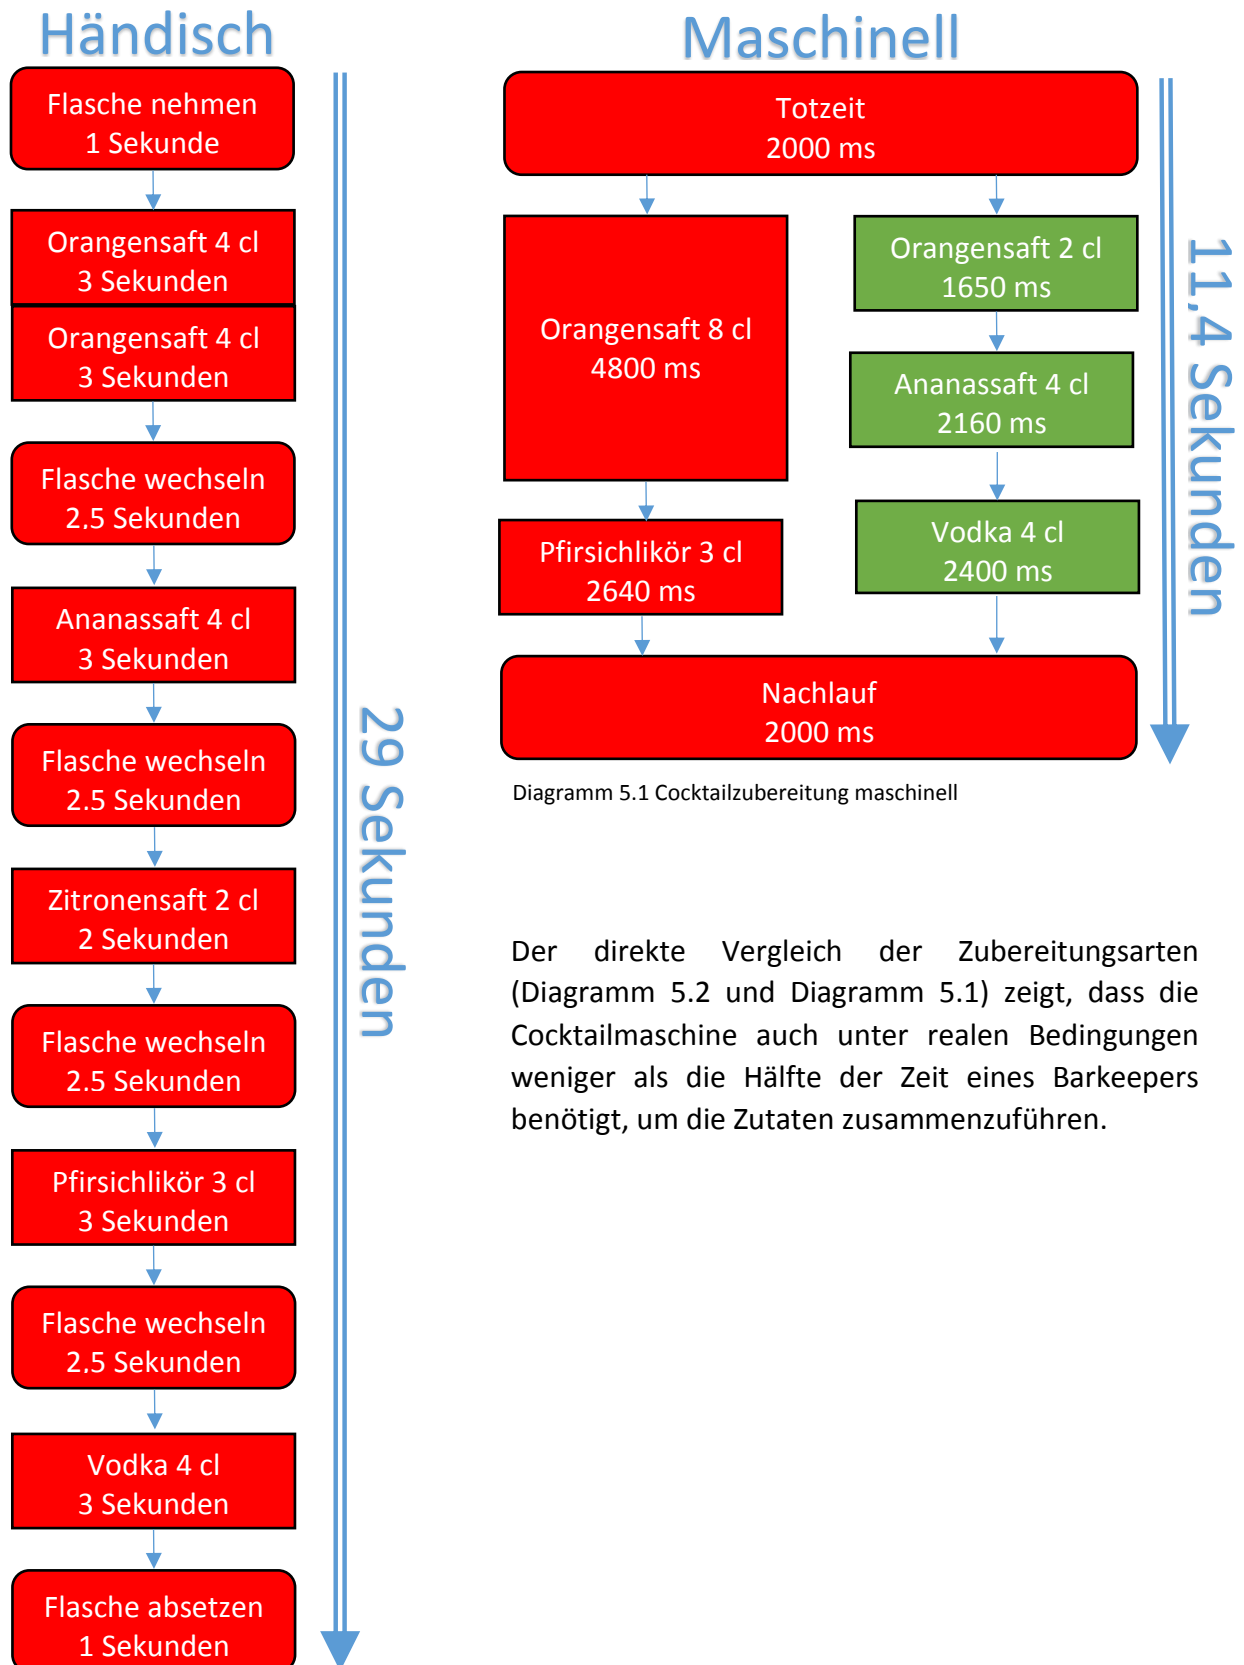 Händisch
Flasche nehmen
1 Sekunde
Orangensaft 4 cl
3 Sekunden
Orangensaft 4 cl
3 Sekunden
Flasche wechseln
2,5 Sekunden
Ananassaft 4 cl
3 Sekunden
Flasche wechseln
2,5 Sekunden
Zitronensaft 2 cl
2 Sekunden
Flasche wechseln
2,5 Sekunden
Pfirsichlikör 3 cl
3 Sekunden
Flasche wechseln
2,5 Sekunden
Vodka 4 cl
3 Sekunden
Flasche absetzen
1 Sekunden
29 Sekunden
Maschinell
Totzeit
2000 ms
Orangensaft 8 cl
4800 ms
Pfirsichlikör 3 cl
2640 ms
Orangensaft 2 cl
1650 ms
Ananassaft 4 cl
2160 ms
Vodka 4 cl
2400 ms
Nachlauf
2000 ms
11,4 Sekunden
Diagramm 5.1 Cocktailzubereitung maschinell
Der direkte Vergleich der Zubereitungsarten
(Diagramm 5.2 und Diagramm 5.1) zeigt, dass die
Cocktailmaschine auch unter realen Bedingungen
weniger als die Hälfte der Zeit eines Barkeepers
benötigt, um die Zutaten zusammenzuführen.